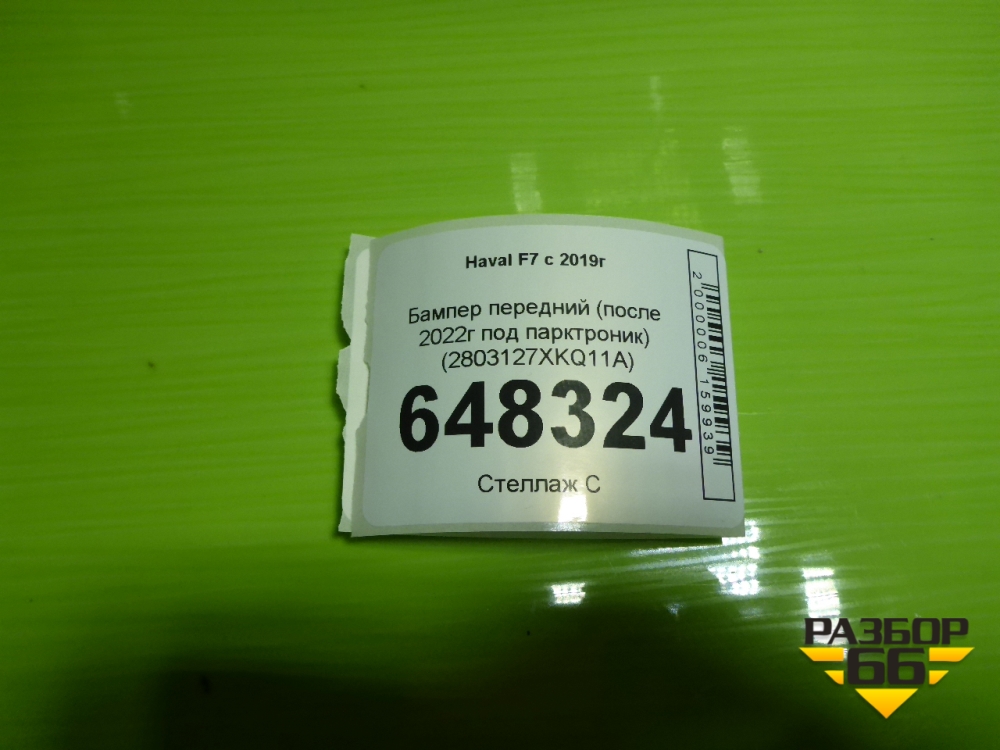 Haval F7 с 2019г
Бампер передний (после
2022г под парктроник)
(2803127XKQ11A)
648324
Стеллаж С
2000006159939
РАЗБОР
66